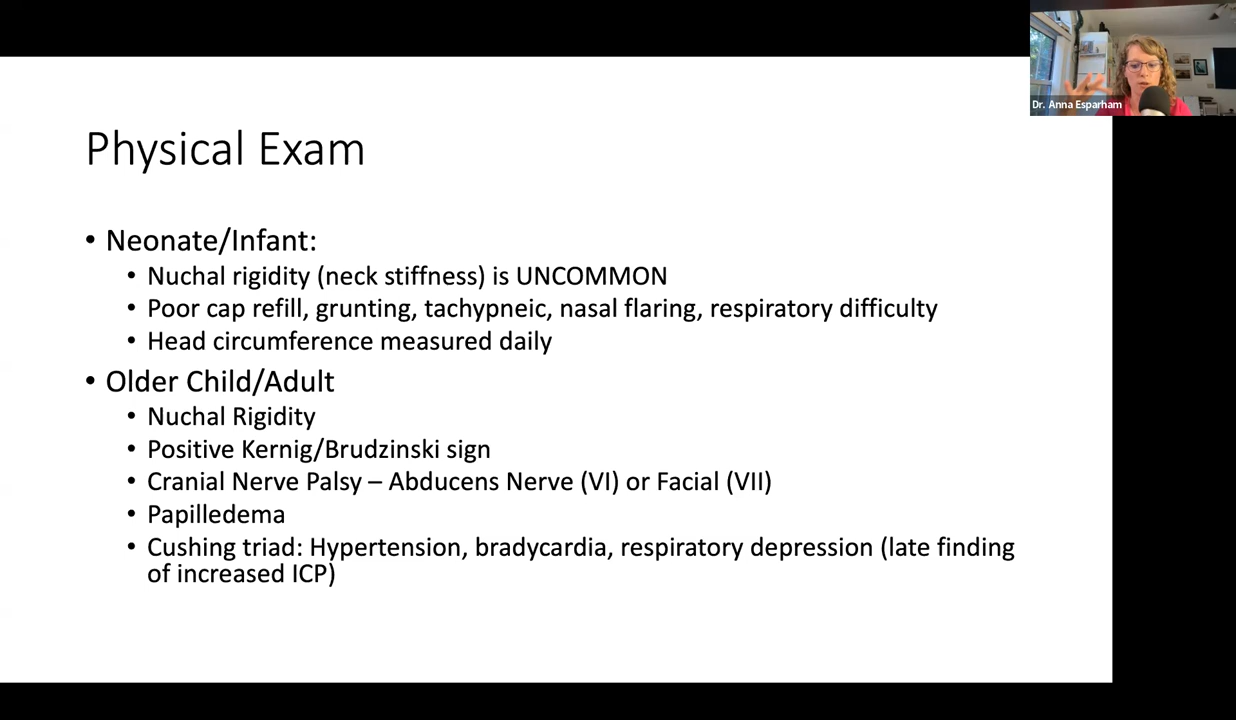 Dr. Anna Esparham
Physical Exam
• Neonate/Infant:
• Nuchal rigidity (neck stiffness) is UNCOMMON
• Poor cap refill, grunting, tachypneic, nasal flaring, respiratory difficulty
• Head circumference measured daily
• Older Child/Adult
• Nuchal Rigidity
• Positive Kernig/Brudzinski sign
• Cranial Nerve Palsy – Abducens Nerve (VI) or Facial (VII)
• Papilledema
• Cushing triad: Hypertension, bradycardia, respiratory depression (late finding
of increased ICP)